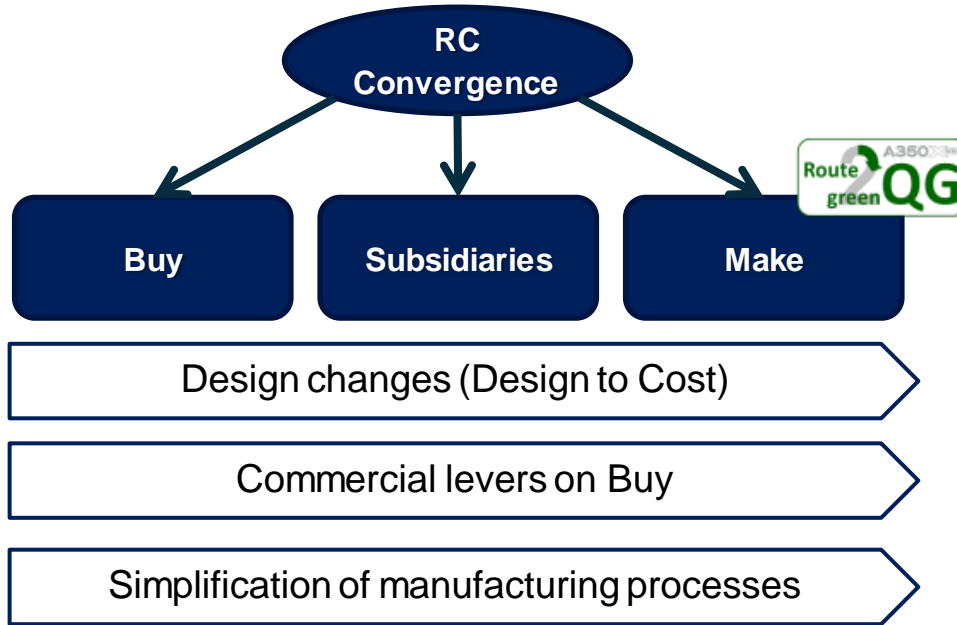 RC
Convergence
A350
Route 2 QG
green
Buy
Subsidiaries
Make
Design changes (Design to Cost)
Commercial levers on Buy
Simplification of manufacturing processes